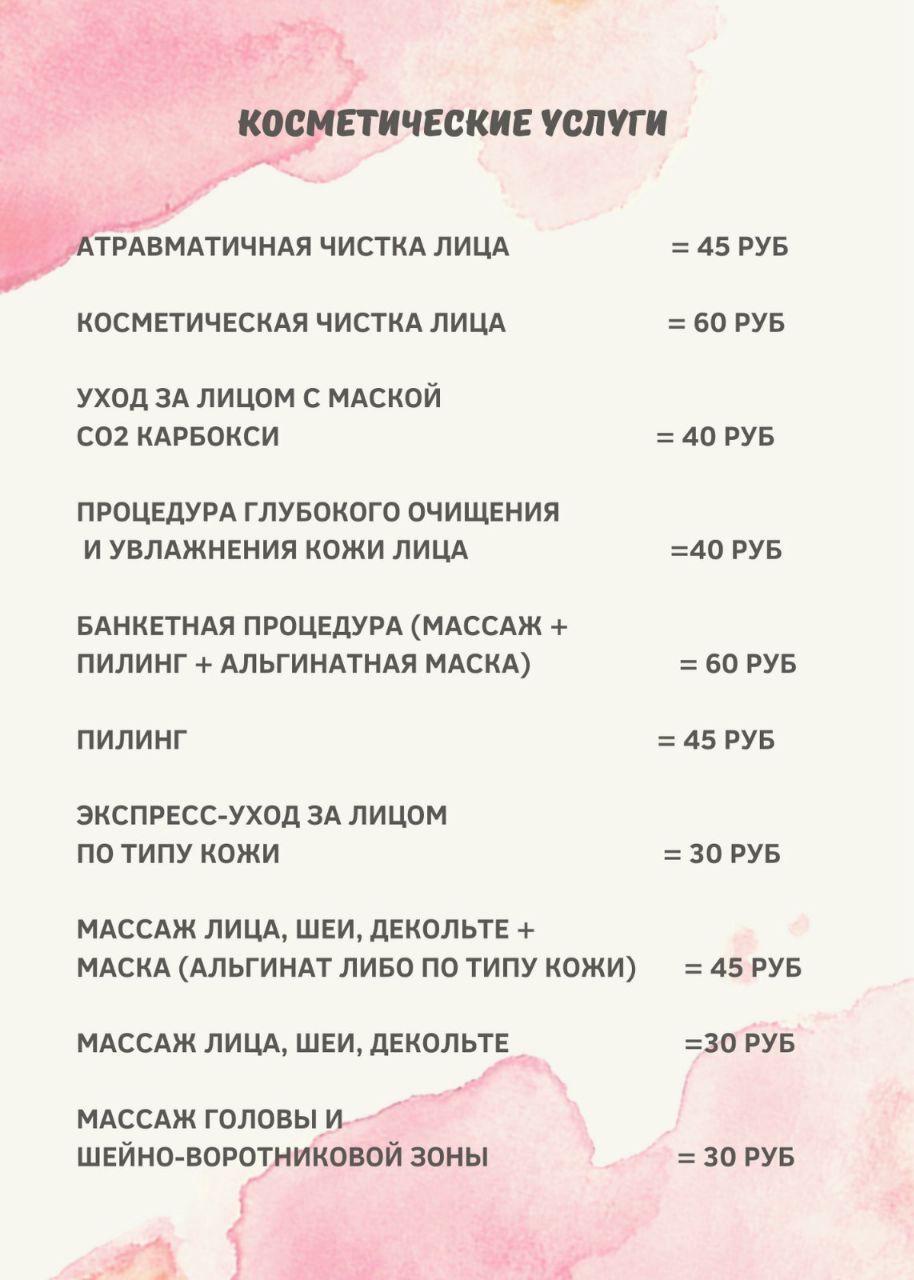 КОСМЕТИЧЕСКИЕ УСЛУГИ
АТРАВМАТИЧНАЯ ЧИСТКА ЛИЦА = 45 РУБ
КОСМЕТИЧЕСКАЯ ЧИСТКА ЛИЦА = 60 РУБ
УХОД ЗА ЛИЦОМ С МАСКОЙ
СО2 КАРБОКСИ = 40 РУБ
ПРОЦЕДУРА ГЛУБОКОГО ОЧИЩЕНИЯ
И УВЛАЖНЕНИЯ КОЖИ ЛИЦА =40 РУБ
БАНКЕТНАЯ ПРОЦЕДУРА (МАССАЖ +
ПИЛИНГ + АЛЬГИНАТНАЯ МАСКА) = 60 РУБ
ПИЛИНГ = 45 РУБ
ЭКСПРЕСС-УХОД ЗА ЛИЦОМ
ПО ТИПУ КОЖИ = 30 РУБ
МАССАЖ ЛИЦА, ШЕИ, ДЕКОЛЬТЕ +
МАСКА (АЛЬГИНАТ ЛИБО ПО ТИПУ КОЖИ) = 45 РУБ
МАССАЖ ЛИЦА, ШЕИ, ДЕКОЛЬТЕ =30 РУБ
МАССАЖ ГОЛОВЫ И
ШЕЙНО-ВОРОТНИКОВОЙ ЗОНЫ = 30 РУБ